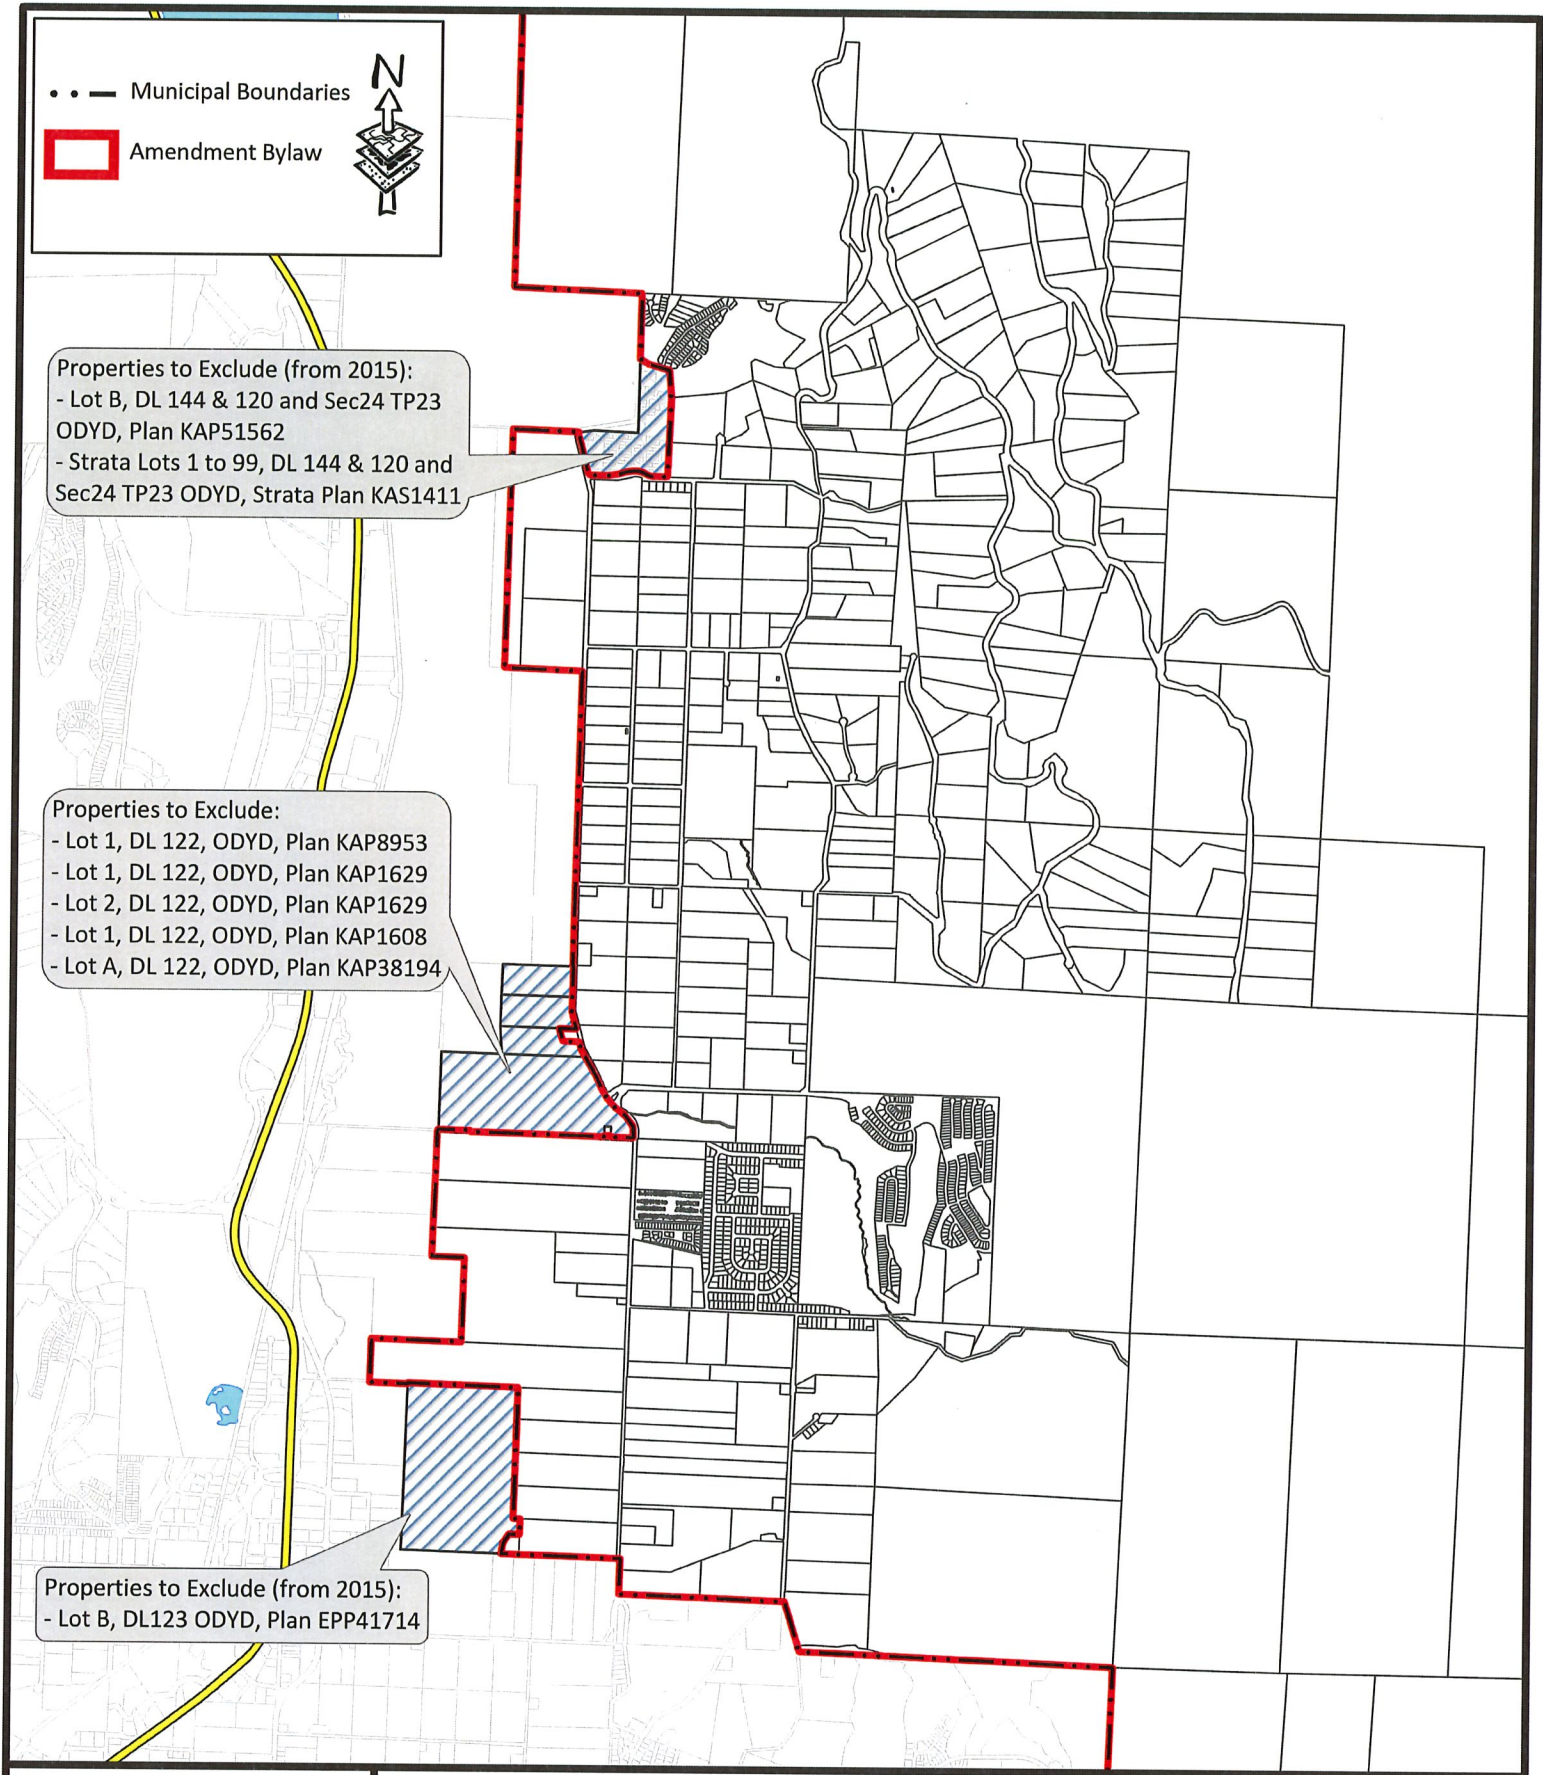 N
Municipal Boundaries
Amendment Bylaw
Properties to Exclude (from 2015):
- Lot B, DL 144 & 120 and Sec24 TP23
ODYD, Plan KAP51562
- Strata Lots 1 to 99, DL 144 & 120 and
Sec24 TP23 ODYD, Strata Plan KAS1411
Properties to Exclude:
- Lot 1, DL 122, ODYD, Plan KAP8953
- Lot 1, DL 122, ODYD, Plan KAP1629
- Lot 2, DL 122, ODYD, Plan KAP1629
- Lot 1, DL 122, ODYD, Plan KAP1608
- Lot A, DL 122, ODYD, Plan KAP38194
Properties to Exclude (from 2015):
- Lot B, DL123 ODYD, Plan EPP41714